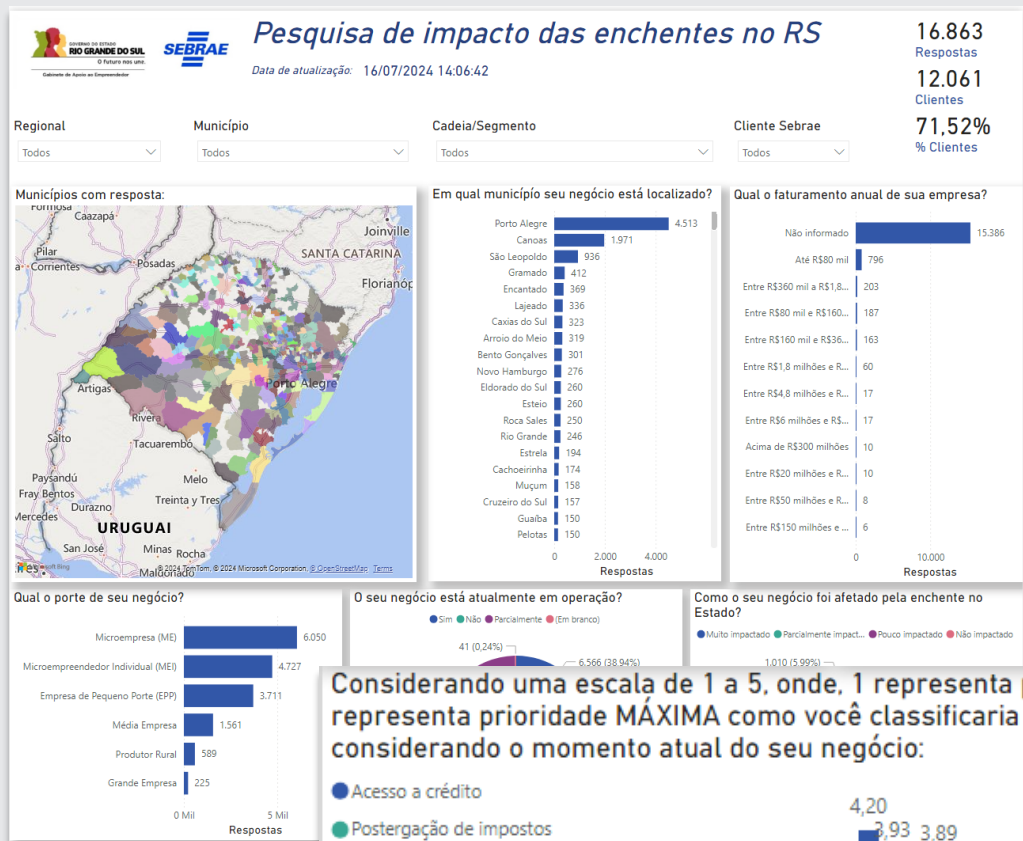 GOVERNO DO ESTADO
RIO GRANDE DO SUL
O futuro nos une.
Gabinete de Apoio ao Empreendedor
SEBRAE
Pesquisa de impacto das enchentes no RS
Data de atualização: 16/07/2024 14:06:42
16.863
Respostas
12.061
Clientes
71,52%
% Clientes
Regional
Todos
Município
Todos
Cadeia/Segmento
Todos
Cliente Sebrae
Todos
Municípios com resposta:
Formosa
Caazapá
Pilar
Corrientes
Posadas
Joinville
SANTA CATARINA
Florianóp
Artigas
Porto Alegre
Rivera
Salto
Tacuarembó
Paysandú
Melo
Fray Bentos
Durazno
Treinta y Tres
Mercedes
URUGUAI
San José
Minas
Rocha
Maldonado
© 2024 TomTom, © 2024 Microsoft Corporation, © OpenStreetMap Terms
Em qual município seu negócio está localizado?
Porto Alegre 4.513
Canoas 1.971
São Leopoldo 936
Gramado 412
Encantado 369
Lajeado 336
Caxias do Sul 323
Arroio do Meio 319
Bento Gonçalves 301
Novo Hamburgo 276
Eldorado do Sul 260
Esteio 260
Roca Sales 250
Rio Grande 246
Estrela 194
Cachoeirinha 174
Muçum 158
Cruzeiro do Sul 157
Guaíba 150
Pelotas 150
0 2.000 4.000
Respostas
Qual o faturamento anual de sua empresa?
Não informado 15.386
Até R$80 mil 796
Entre R$360 mil a R$1,8... 203
Entre R$80 mil e R$160... 187
Entre R$160 mil e R$36... 163
Entre R$1,8 milhões e R... 60
Entre R$4,8 milhões e R... 17
Entre R$6 milhões e R$... 17
Acima de R$300 milhões 10
Entre R$20 milhões e R... 10
Entre R$50 milhões e R... 8
Entre R$150 milhões e ... 6
0 10.000
Respostas
Qual o porte de seu negócio?
Microempresa (ME) 6.050
Microempreendedor Individual (MEI) 4.727
Empresa de Pequeno Porte (EPP) 3.711
Média Empresa 1.561
Produtor Rural 589
Grande Empresa 225
0 Mil 5 Mil
Respostas
O seu negócio está atualmente em operação?
Sim Não Parcialmente (Em branco)
41 (0,24%)
6.566 (38,94%)
Como o seu negócio foi afetado pela enchente no
Estado?
Muito impactado Parcialmente impact... Pouco impactado Não impactado
1.010 (5,99%)
Considerando uma escala de 1 a 5, onde, 1 representa
representa prioridade MÁXIMA como você classificaria
considerando o momento atual do seu negócio:
Acesso a crédito
Postergação de impostos
4,20
3,93 3,89